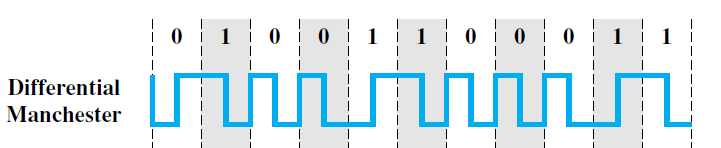 0 1 0 0 1 1 0 0 0 1 1
Differential
Manchester